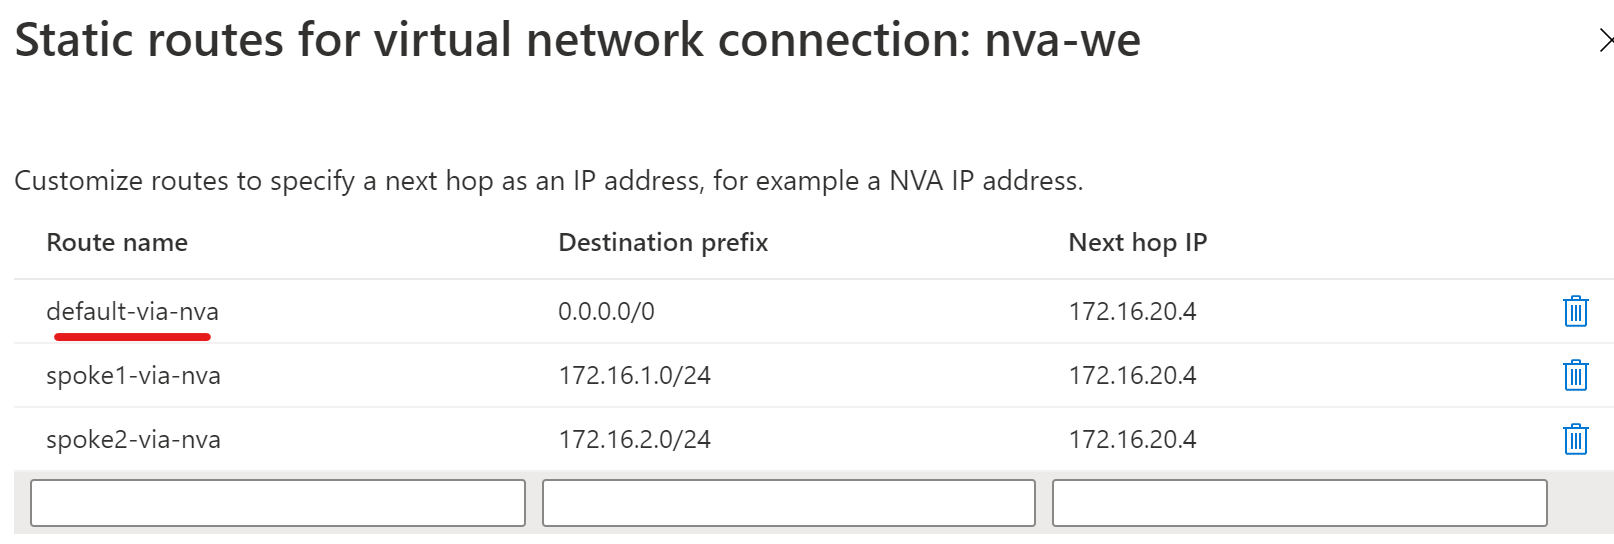 Static routes for virtual network connection: nva-we
Customize routes to specify a next hop as an IP address, for example a NVA IP address.
Route name Destination prefix Next hop IP
default-via-nva 0.0.0.0/0 172.16.20.4
spoke1-via-nva 172.16.1.0/24 172.16.20.4
spoke2-via-nva 172.16.2.0/24 172.16.20.4